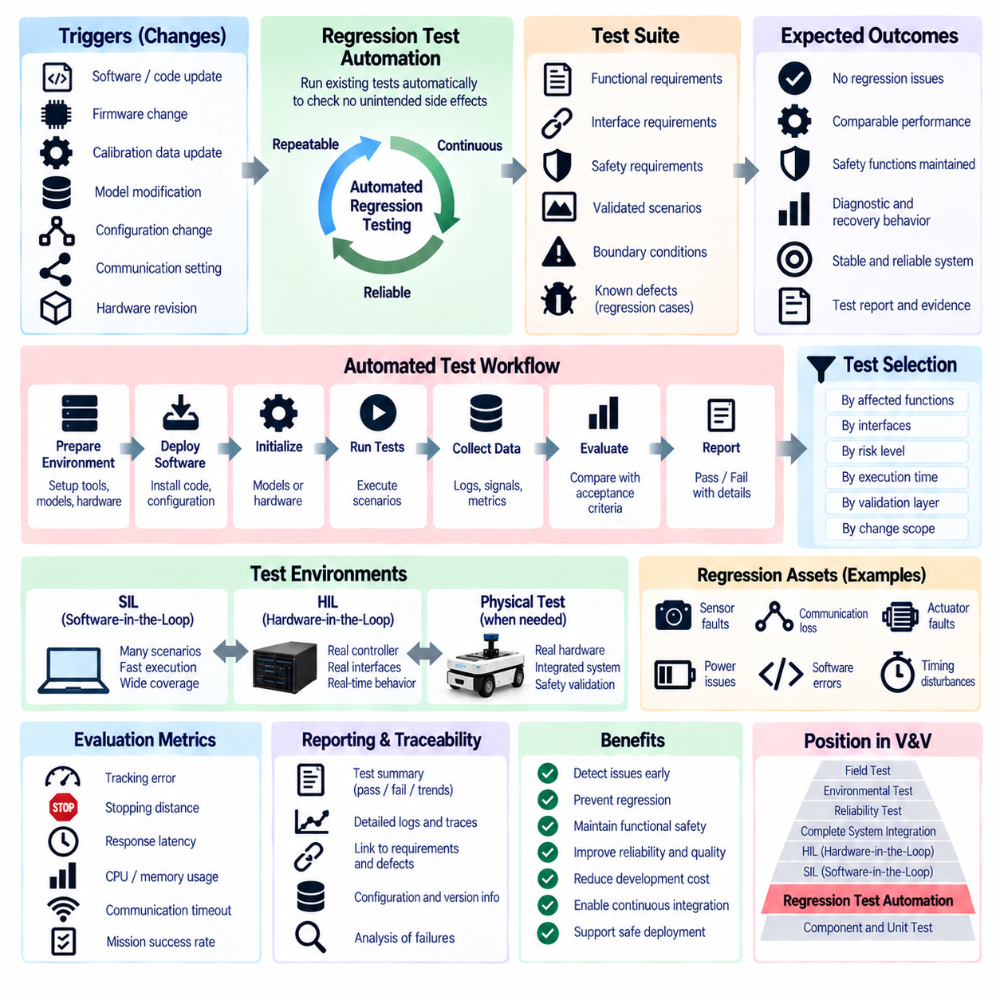 Triggers (Changes)
Software / code update
Firmware change
Calibration data update
Model modification
Configuration change
Communication setting
Hardware revision
Regression Test
Automation
Run existing tests automatically
to check no unintended side effects
Repeatable
Continuous
Automated
Regression
Testing
Reliable
Test Suite
Functional requirements
Interface requirements
Safety requirements
Validated scenarios
Boundary conditions
Known defects
(regression cases)
Expected Outcomes
No regression issues
Comparable performance
Safety functions maintained
Diagnostic and
recovery behavior
Stable and reliable system
Test report and evidence
Automated Test Workflow
Prepare
Environment
Setup tools,
models, hardware
Deploy
Software
Install code,
configuration
Initialize
Models or
hardware
Run Tests
Execute
scenarios
Collect Data
Logs, signals,
metrics
Evaluate
Compare with
acceptance
criteria
Report
Pass / Fail
with details
Test Selection
By affected functions
By interfaces
By risk level
By execution time
By validation layer
By change scope
Test Environments
SIL
(Software-in-the-Loop)
Many scenarios
Fast execution
Wide coverage
HIL
(Hardware-in-the-Loop)
Real controller
Real interfaces
Real-time behavior
Physical Test
(when needed)
Real hardware
Integrated system
Safety validation
Regression Assets (Examples)
Sensor
faults
Communication
loss
Actuator
faults
Power
issues
Software
errors
Timing
disturbances
Evaluation Metrics
Tracking error
STOP
Stopping distance
Response latency
CPU / memory usage
Communication timeout
Mission success rate
Reporting & Traceability
Test summary
(pass / fail / trends)
Detailed logs and traces
Link to requirements
and defects
Configuration and version info
Analysis of failures
Benefits
Detect issues early
Prevent regression
Maintain functional safety
Improve reliability and quality
Reduce development cost
Enable continuous integration
Support safe deployment
Position in V&V
Field Test
Environmental Test
Reliability Test
Complete System Integration
HIL (Hardware-in-the-Loop)
SIL (Software-in-the-Loop)
Regression Test Automation
Component and Unit Test